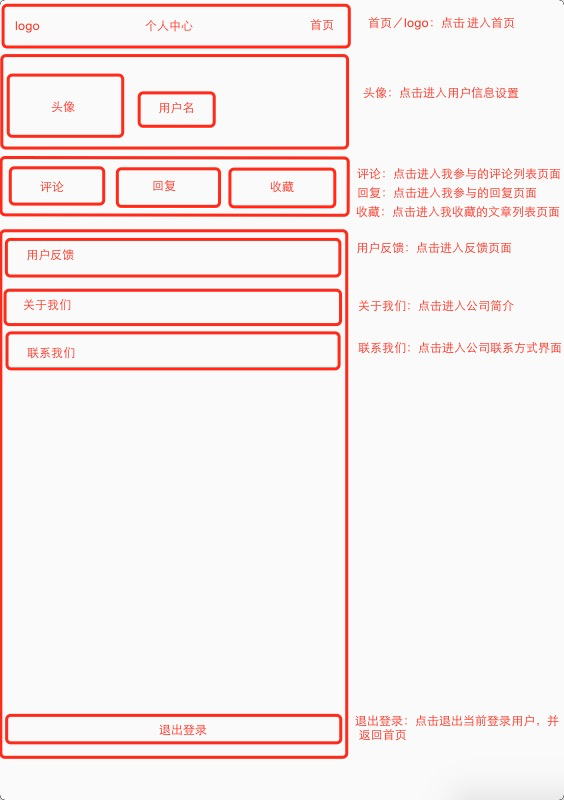 logo 个人中心 首页
首页/logo：点击进入首页
头像 用户名
头像：点击进入用户信息设置
评论 回复 收藏
评论：点击进入我参与的评论列表页面
回复：点击进入我参与的回复页面
收藏：点击进入我收藏的文章列表页面
用户反馈
用户反馈：点击进入反馈页面
关于我们
关于我们：点击进入公司简介
联系我们
联系我们：点击进入公司联系方式界面
退出登录
退出登录：点击退出当前登录用户，并
返回首页